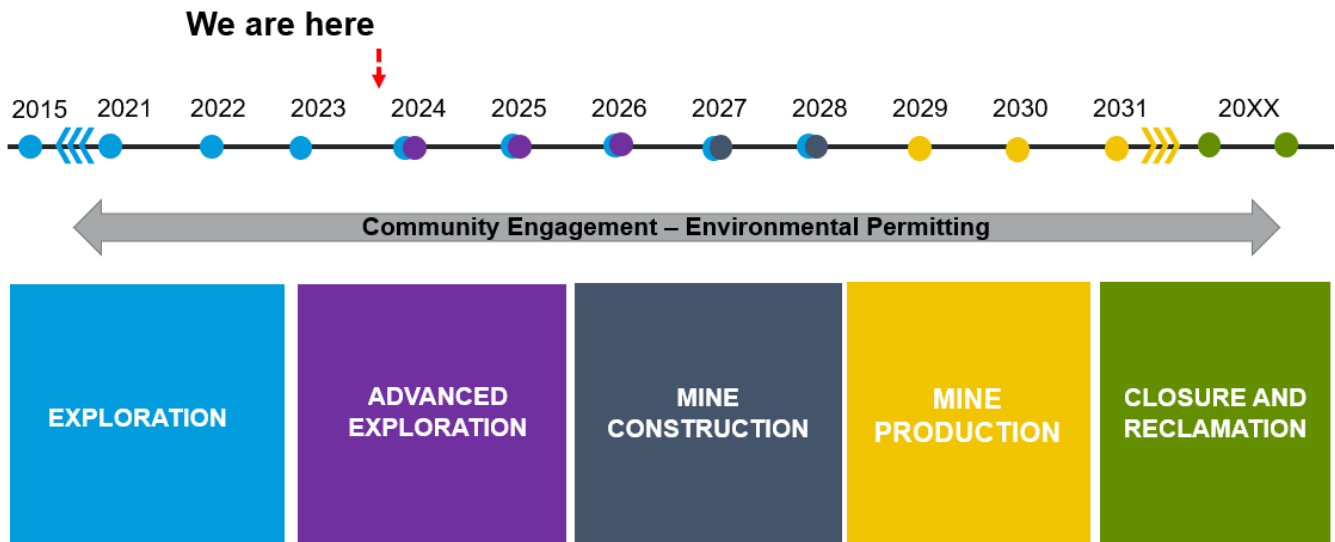 We are here
2015 2021 2022 2023 2024 2025 2026 2027 2028 2029 2030 2031 20XX
Community Engagement – Environmental Permitting
EXPLORATION
ADVANCED
EXPLORATION
MINE
CONSTRUCTION
MINE
PRODUCTION
CLOSURE AND
RECLAMATION